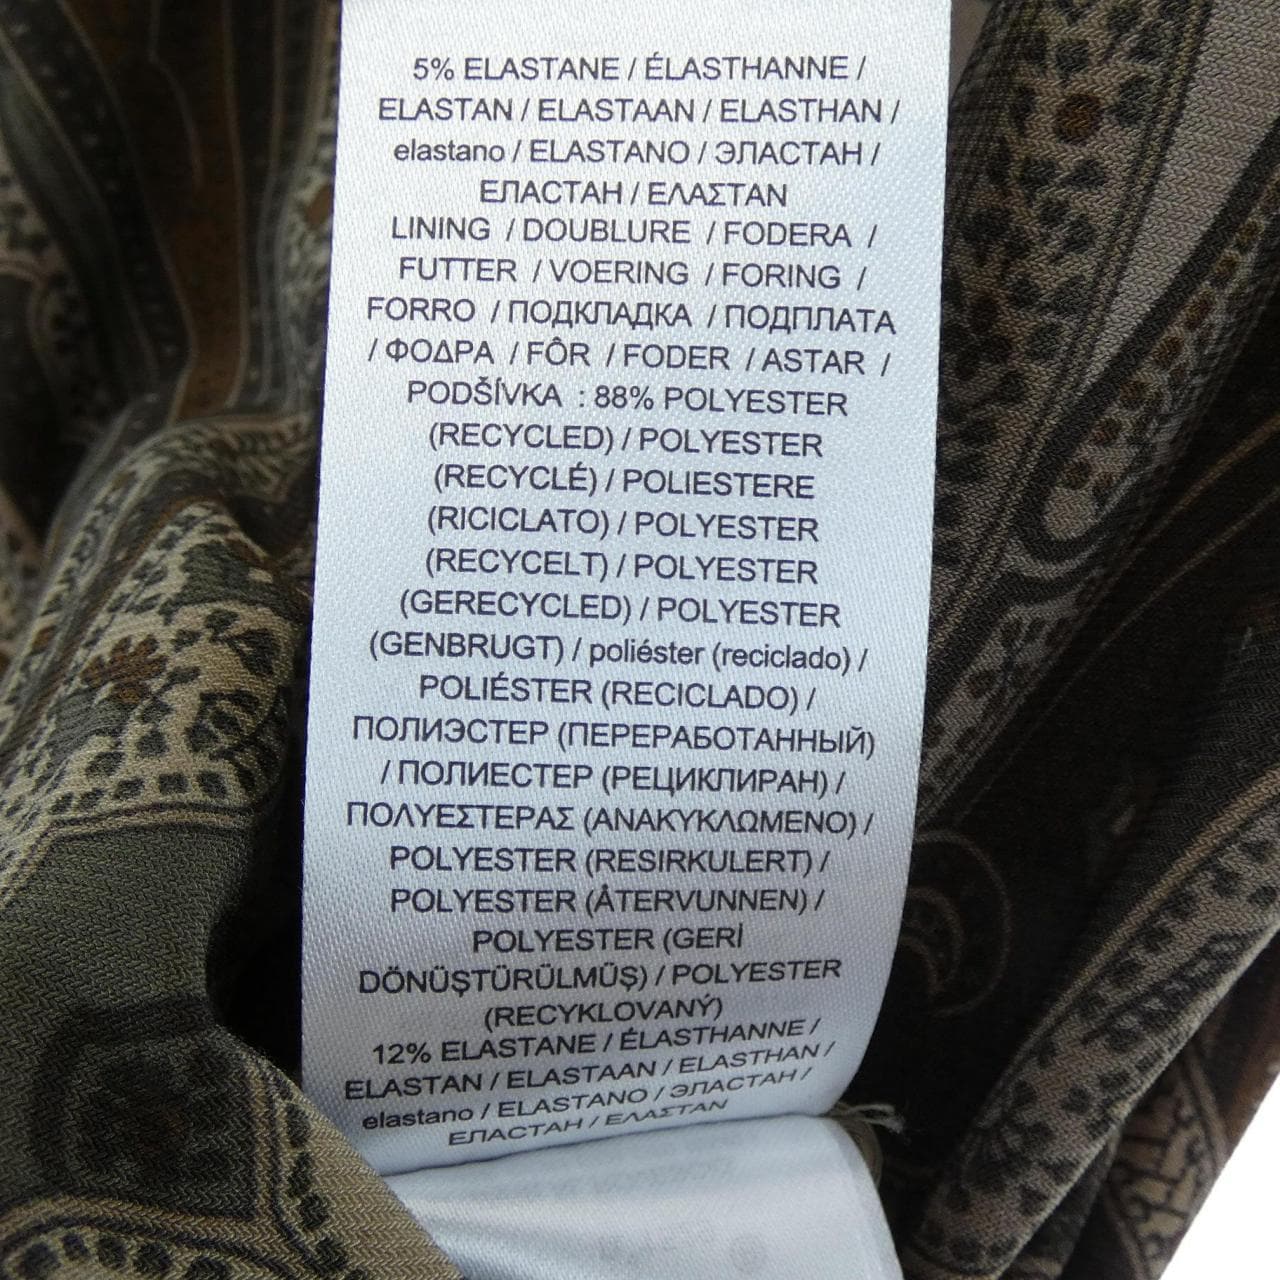 5% ELASTANE / ÉLASTHANNE /
ELASTAN / ELASTAAN / ELASTHAN /
elastano / ELASTANO / ЭЛАСТАН /
ЕЛАСТАН / ΕΛΑΣΤΑΝ
LINING / DOUBLURE / FODERA /
FUTTER / VOERING / FORING /
FORRO / ПОДКЛАДКА / ПОДПЛАТА
/ ΦΟΔΡΑ / FÔR / FODER / ASTAR /
PODŠÍVKA : 88% POLYESTER
(RECYCLED) / POLYESTER
(RECYCLÉ) / POLIESTERE
(RICICLATO) / POLYESTER
(RECYCELT) / POLYESTER
(GERECYCLED) / POLYESTER
(GENBRUGT) / poliéster (reciclado) /
POLIÉSTER (RECICLADO) /
ПОЛИЭСТЕР (ПЕРЕРАБОТАННЫЙ)
/ ПОЛИЕСТЕР (РЕЦИКЛИРАН) /
ΠΟΛΥΕΣΤΕΡΑΣ (ΑΝΑΚΥΚΛΩΜΕΝΟ) /
POLYESTER (RESIRKULERT) /
POLYESTER (ÅTERVUNNEN) /
POLYESTER (GERİ
DÖNÜŞTÜRÜLMÜŞ) / POLYESTER
(RECYKLOVANÝ)
12% ELASTANE / ÉLASTHANNE /
ELASTAN / ELASTAAN / ELASTHAN /
elastano / ELASTANO / ЭЛАСТАН /
ЕЛАСТАН / ΕΛΑΣΤΑΝ